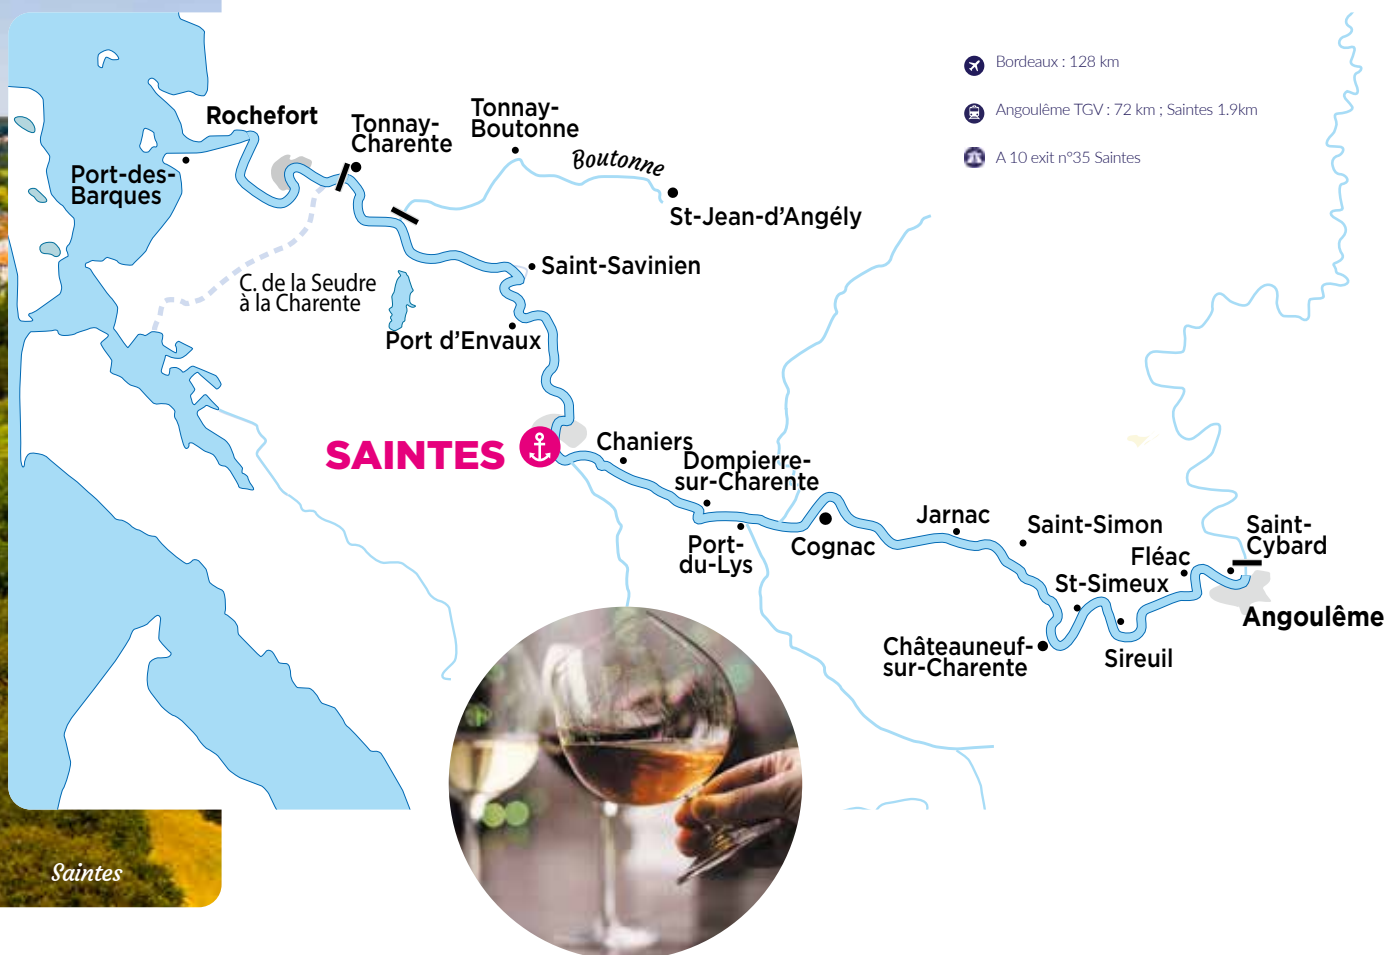 Bordeaux : 128 km
Angoulême TGV : 72 km ; Saintes 1.9km
A 10 exit n°35 Saintes
Rochefort
Tonnay-
Charente
Tonnay-
Boutonne
Boutonne
Port-des-
Barques
St-Jean-d’Angély
Saint-Savinien
C. de la Seudre
à la Charente
Port d’Envaux
SAINTES
Chaniers
Dompierre-
sur-Charente
Port-
du-Lys
Cognac
Jarnac
Saint-Simon
Saint-
Cybard
Fléac
St-Simeux
Angoulême
Châteauneuf-
sur-Charente
Sireuil
Saintes